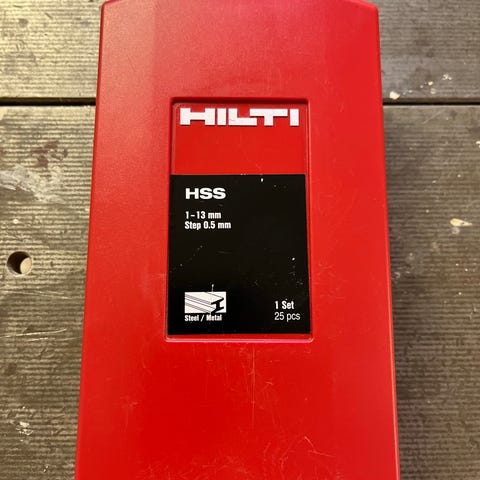 HILTI
HSS
1-13 mm
Step 0.5 mm
Steel / Metal
1 Set
25 pcs